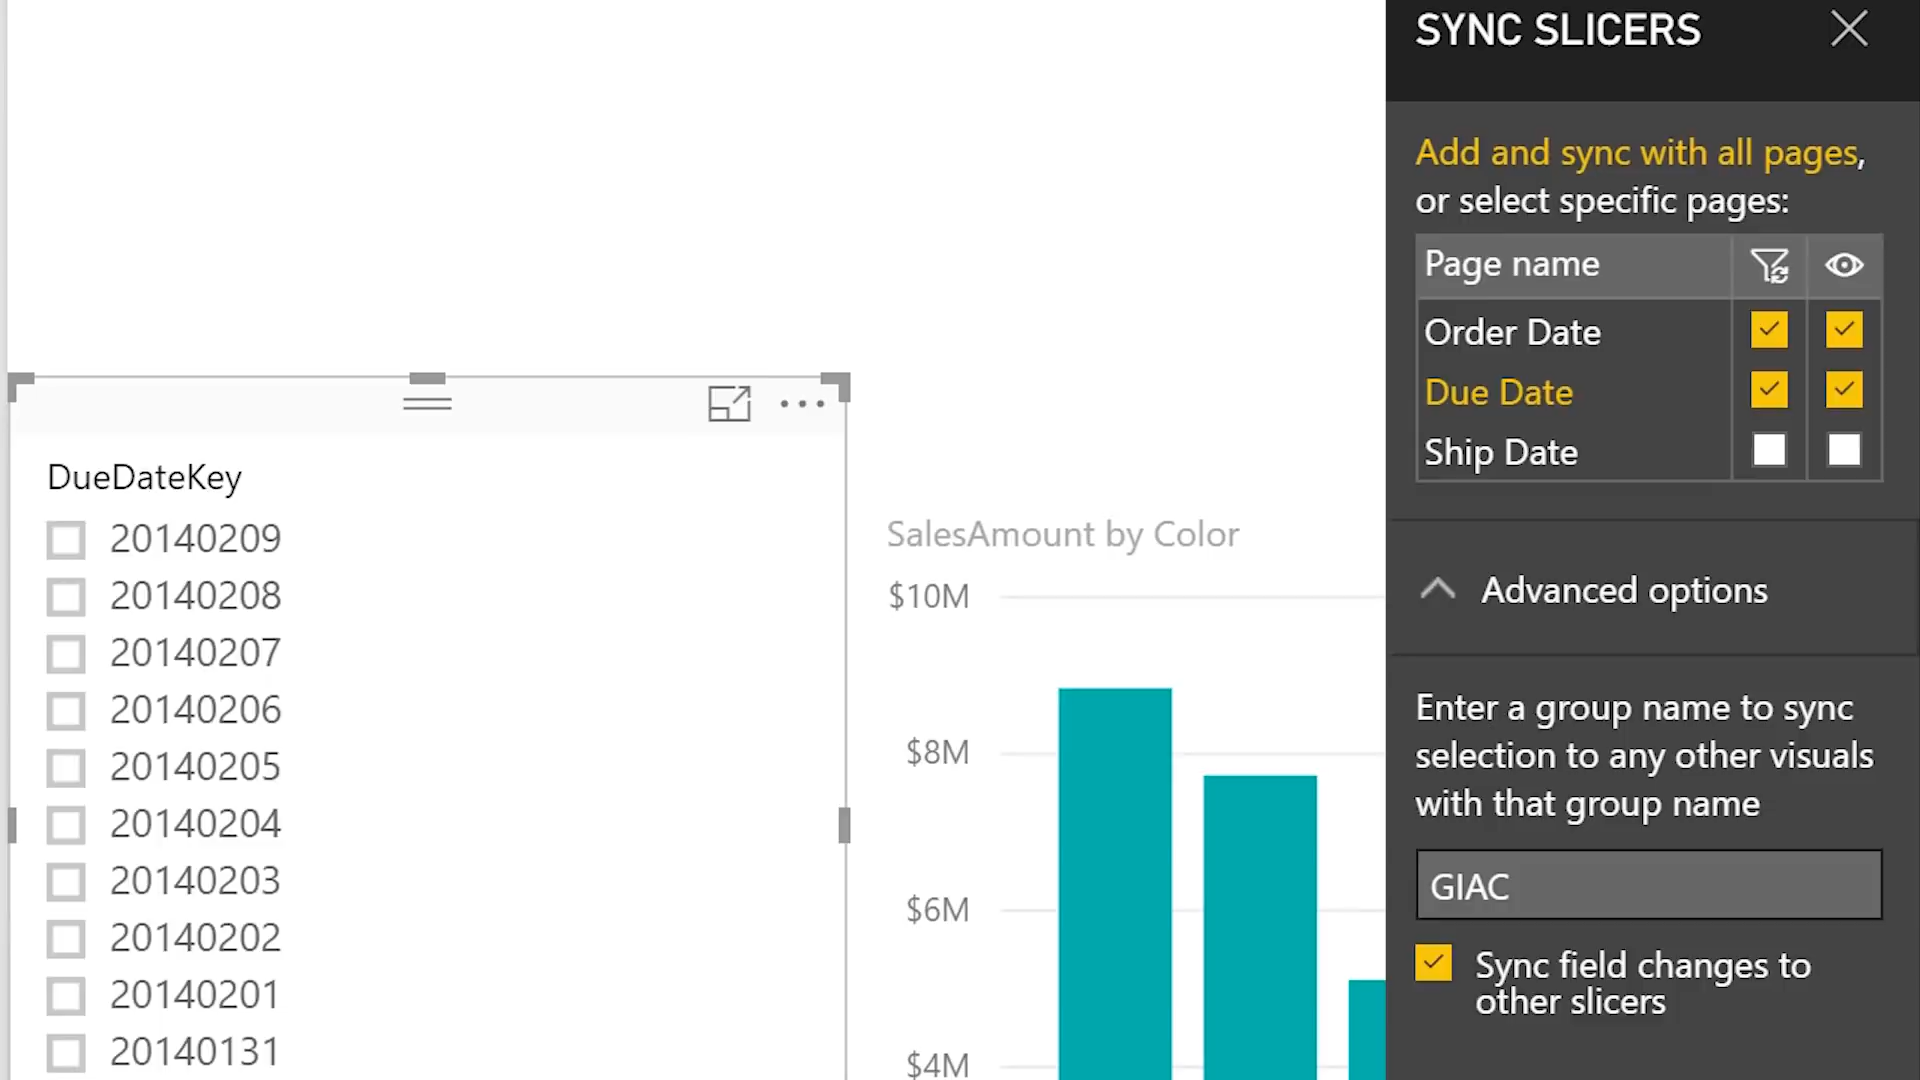 SYNC SLICERS
Add and sync with all pages,
or select specific pages:
Page name
Order Date
Due Date
Ship Date
Advanced options
Enter a group name to sync
selection to any other visuals
with that group name
GIAC
Sync field changes to
other slicers
DueDateKey
20140209
20140208
20140207
20140206
20140205
20140204
20140203
20140202
20140201
20140131
SalesAmount by Color
$10M
$8M
$6M
$4M